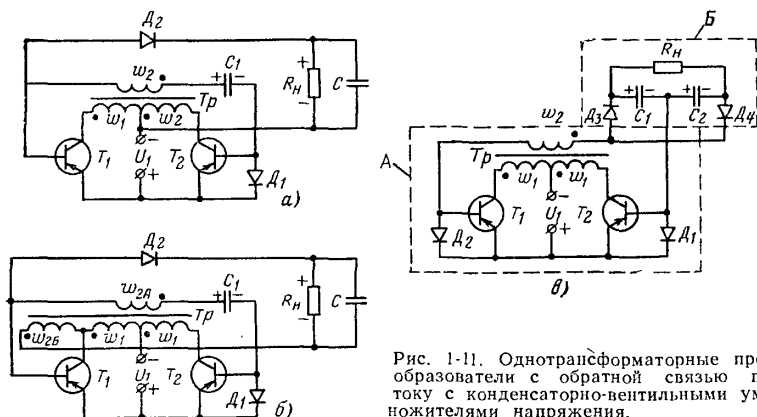 Д₂
w₂
C₁
+ −
Tp
w₁
w₂
T₁
−
U₁
+
T₂
Д₁
+
Rн
−
C
а)
Д₂
w₂А
C₁
+ −
Tp
w₂Б
w₁
w₁
T₁
−
U₁
+
T₂
Д₁
+
Rн
−
C
б)
Б
Rн
+ −
C₁
+ −
C₂
Д₃
Д₄
w₂
А
Tp
w₁
w₁
T₁
−
U₁
+
T₂
Д₂
Д₁
в)
Рис. 1-11. Однотрансформаторные пре-
образователи с обратной связью п
току с конденсаторно-вентильными ум
ножителями напряжения.